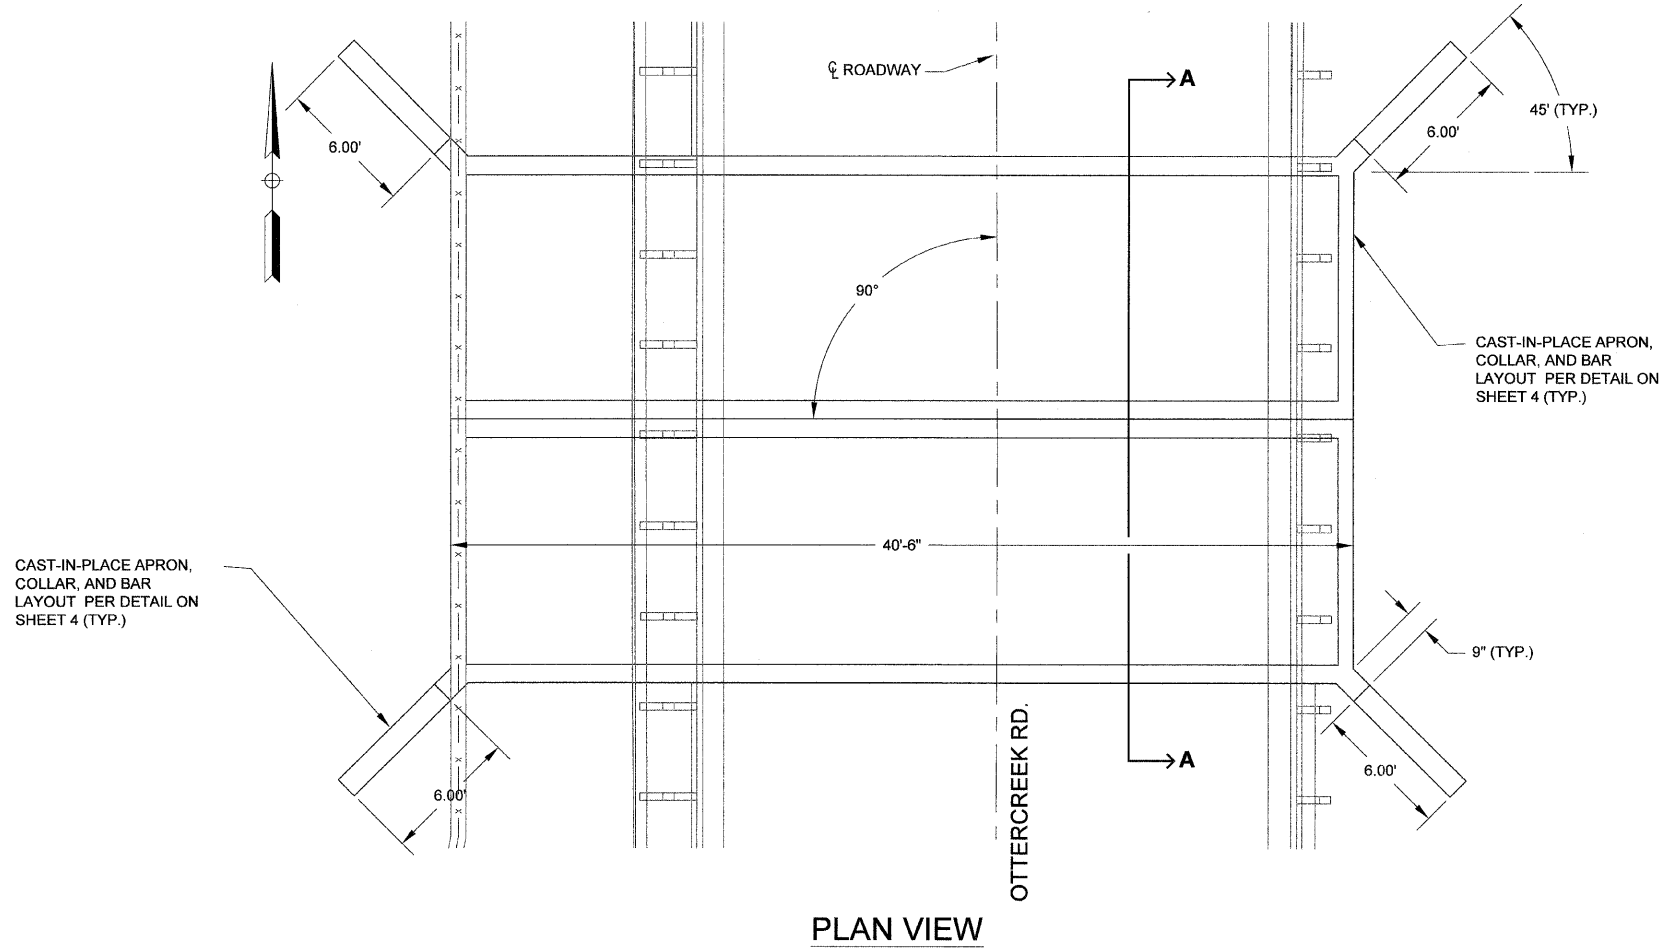 ℄ ROADWAY
A
45' (TYP.)
6.00'
6.00'
90°
CAST-IN-PLACE APRON,
COLLAR, AND BAR
LAYOUT PER DETAIL ON
SHEET 4 (TYP.)
40'-6"
CAST-IN-PLACE APRON,
COLLAR, AND BAR
LAYOUT PER DETAIL ON
SHEET 4 (TYP.)
9" (TYP.)
A
6.00'
6.00'
OTTERCREEK RD.
PLAN VIEW